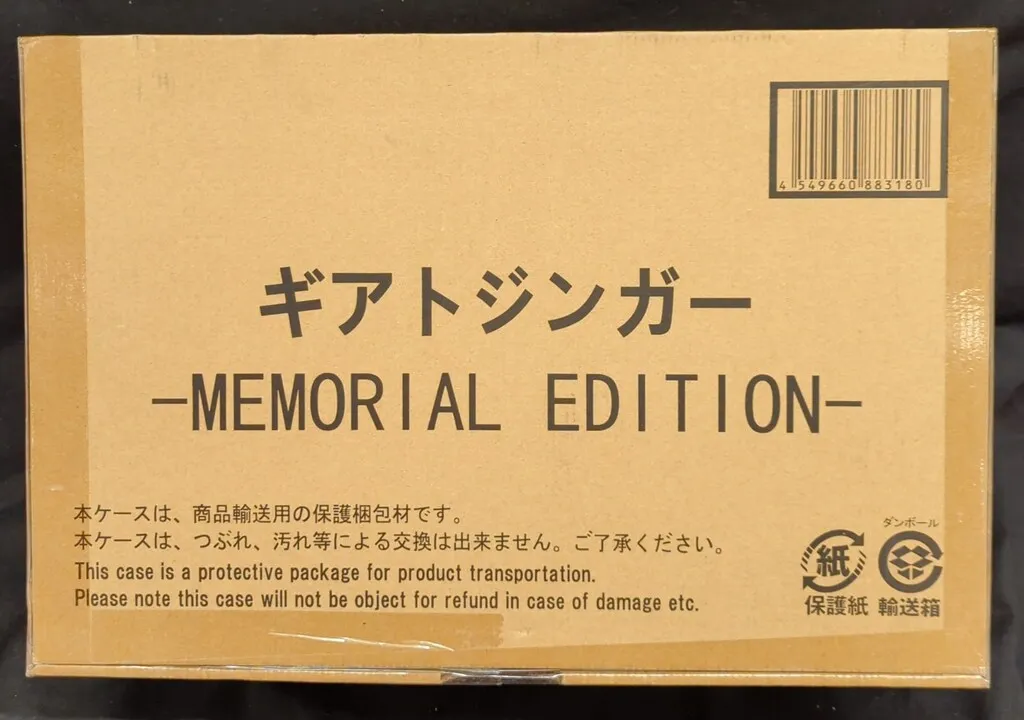 4 549660 883180
ギアトジンガー
-MEMORIAL EDITION-
本ケースは、商品輸送用の保護梱包材です。
本ケースは、つぶれ、汚れ等による交換は出来ません。ご了承ください。
This case is a protective package for product transportation.
Please note this case will not be object for refund in case of damage etc.
紙
保護紙
ダンボール
輸送箱